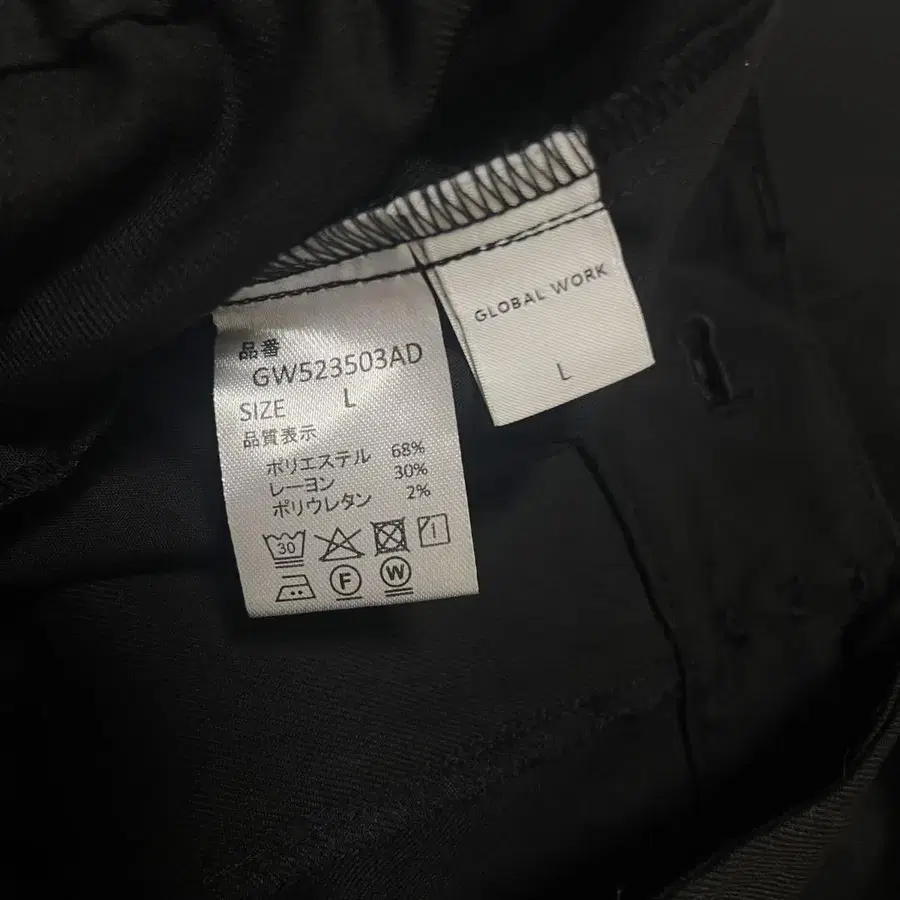 品番
GW523503AD
SIZE L
品質表示
ポリエステル 68%
レーヨン 30%
ポリウレタン 2%
30
F W
GLOBAL WORK
L